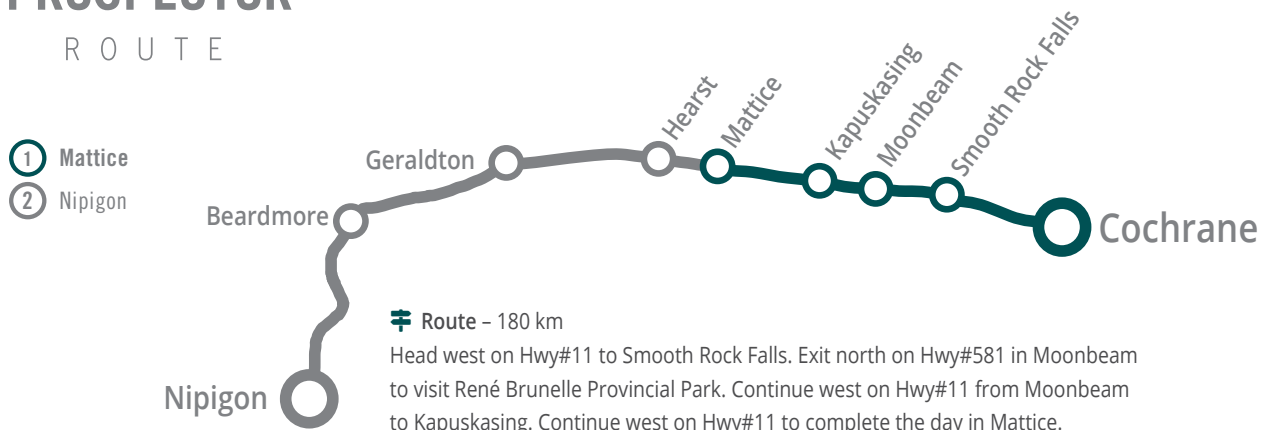 PROSPECTOR
ROUTE
1 Mattice
2 Nipigon
Hearst
Mattice
Kapuskasing
Moonbeam
Smooth Rock Falls
Geraldton
Beardmore
Cochrane
Nipigon
Route – 180 km
Head west on Hwy#11 to Smooth Rock Falls. Exit north on Hwy#581 in Moonbeam
to visit René Brunelle Provincial Park. Continue west on Hwy#11 from Moonbeam
to Kapuskasing. Continue west on Hwy#11 to complete the day in Mattice.